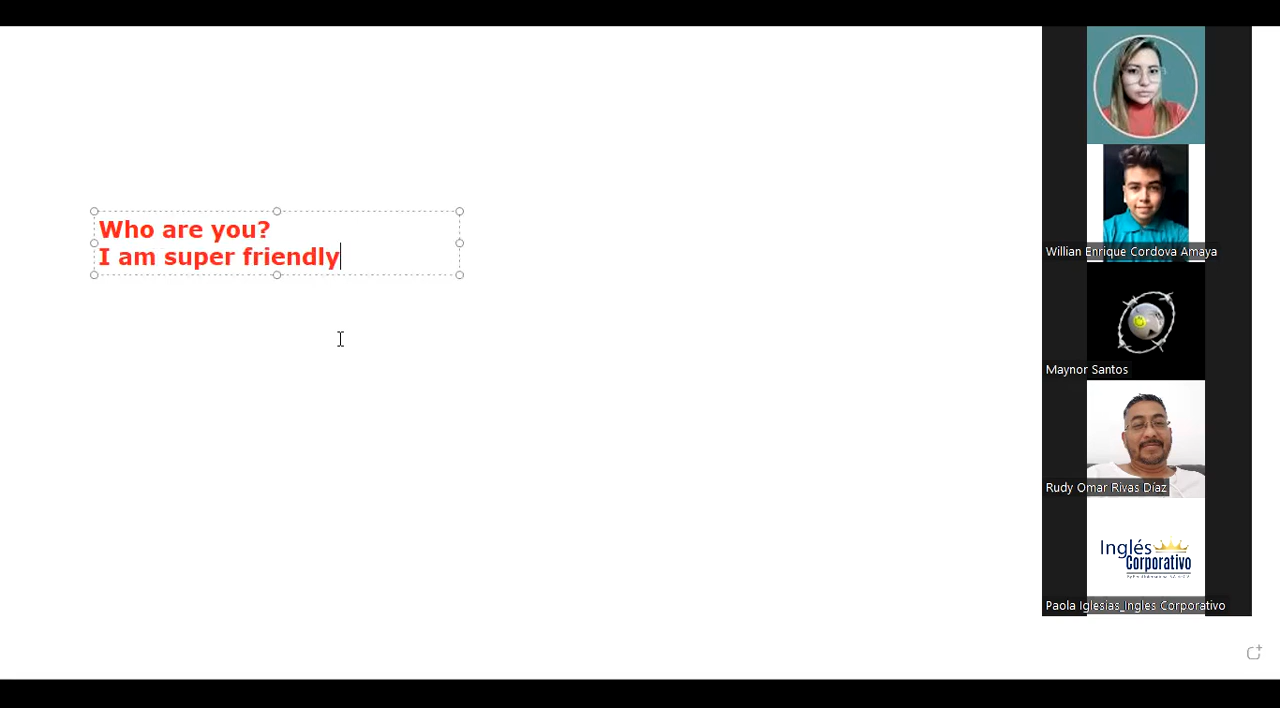 Who are you?
I am super friendly
Willian Enrique Cordova Amaya
Maynor Santos
Rudy Omar Rivas Díaz
Inglés
Corporativo
Paola Iglesias_Ingles Corporativo